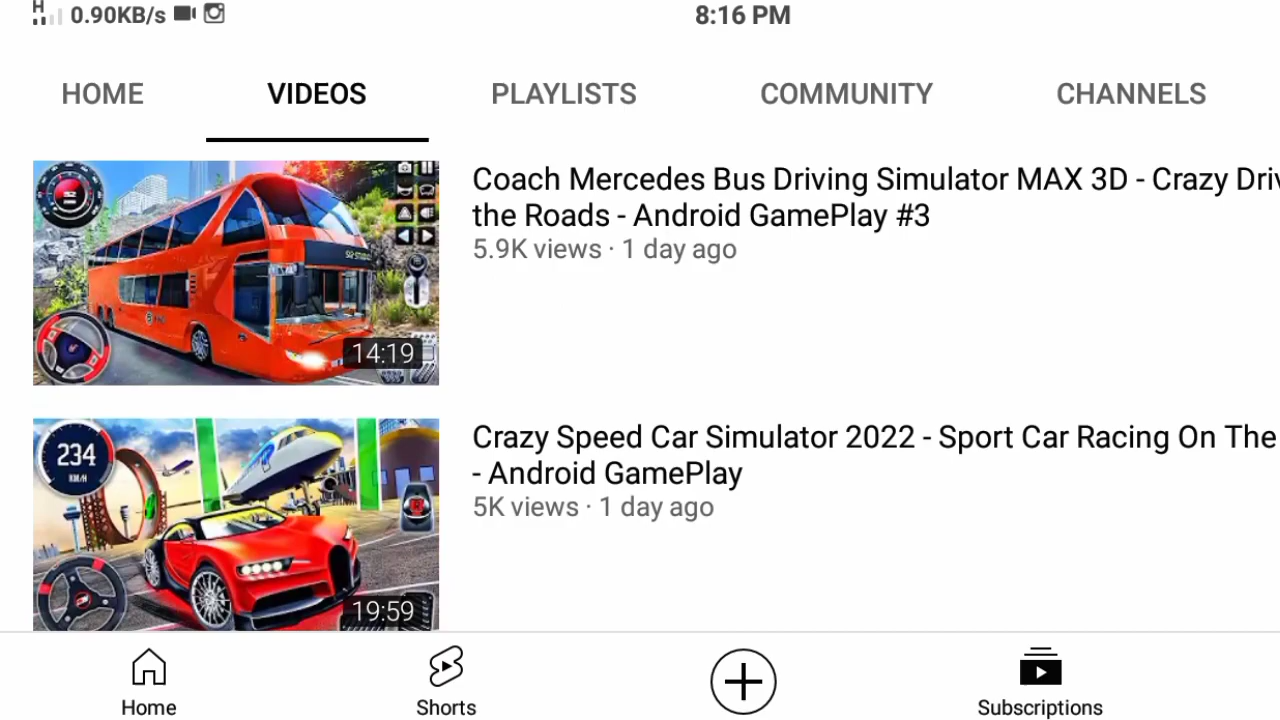 H 0.90KB/s 8:16 PM
HOME VIDEOS PLAYLISTS COMMUNITY CHANNELS
Coach Mercedes Bus Driving Simulator MAX 3D - Crazy Driv
the Roads - Android GamePlay #3
5.9K views · 1 day ago
14:19
234
KM/H
Crazy Speed Car Simulator 2022 - Sport Car Racing On The
- Android GamePlay
5K views · 1 day ago
19:59
Home Shorts Subscriptions